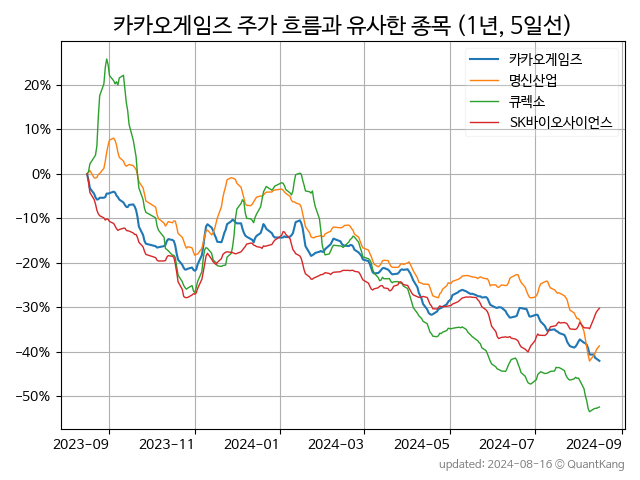 카카오게임즈 주가 흐름과 유사한 종목 (1년, 5일선)
카카오게임즈
명신산업
큐렉소
SK바이오사이언스
20%
10%
0%
−10%
−20%
−30%
−40%
−50%
2023-09 2023-11 2024-01 2024-03 2024-05 2024-07 2024-09
updated: 2024-08-16 © QuantKang